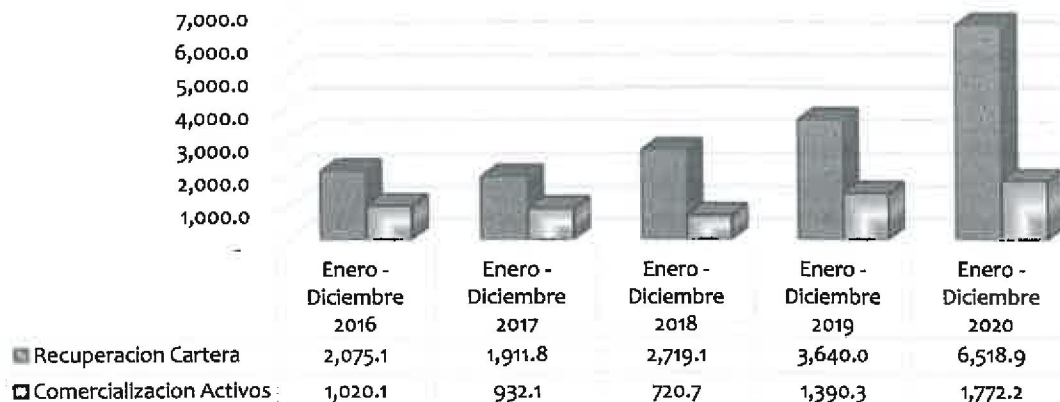 7,000.0
6,000.0
5,000.0
4,000.0
3,000.0
2,000.0
1,000.0
-
Enero - Enero - Enero - Enero - Enero -
Diciembre Diciembre Diciembre Diciembre Diciembre
2016 2017 2018 2019 2020
Recuperacion Cartera 2,075.1 1,911.8 2,719.1 3,640.0 6,518.9
Comercializacion Activos 1,020.1 932.1 720.7 1,390.3 1,772.2